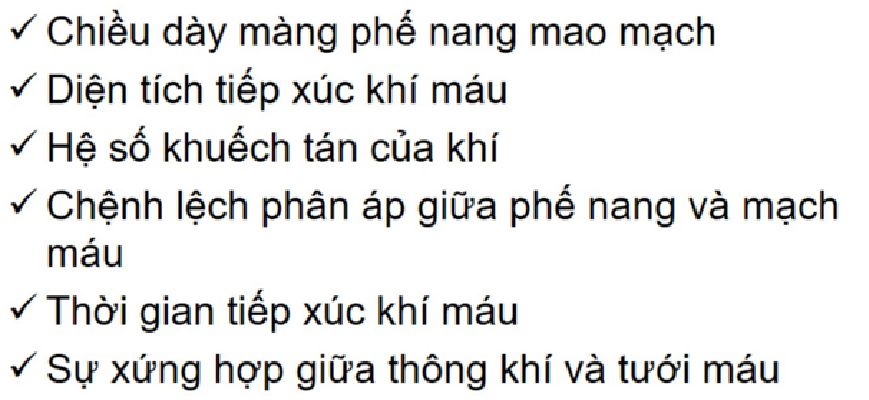 ✓ Chiều dày màng phế nang mao mạch
✓ Diện tích tiếp xúc khí máu
✓ Hệ số khuếch tán của khí
✓ Chệnh lệch phân áp giữa phế nang và mạch
máu
✓ Thời gian tiếp xúc khí máu
✓ Sự xứng hợp giữa thông khí và tưới máu